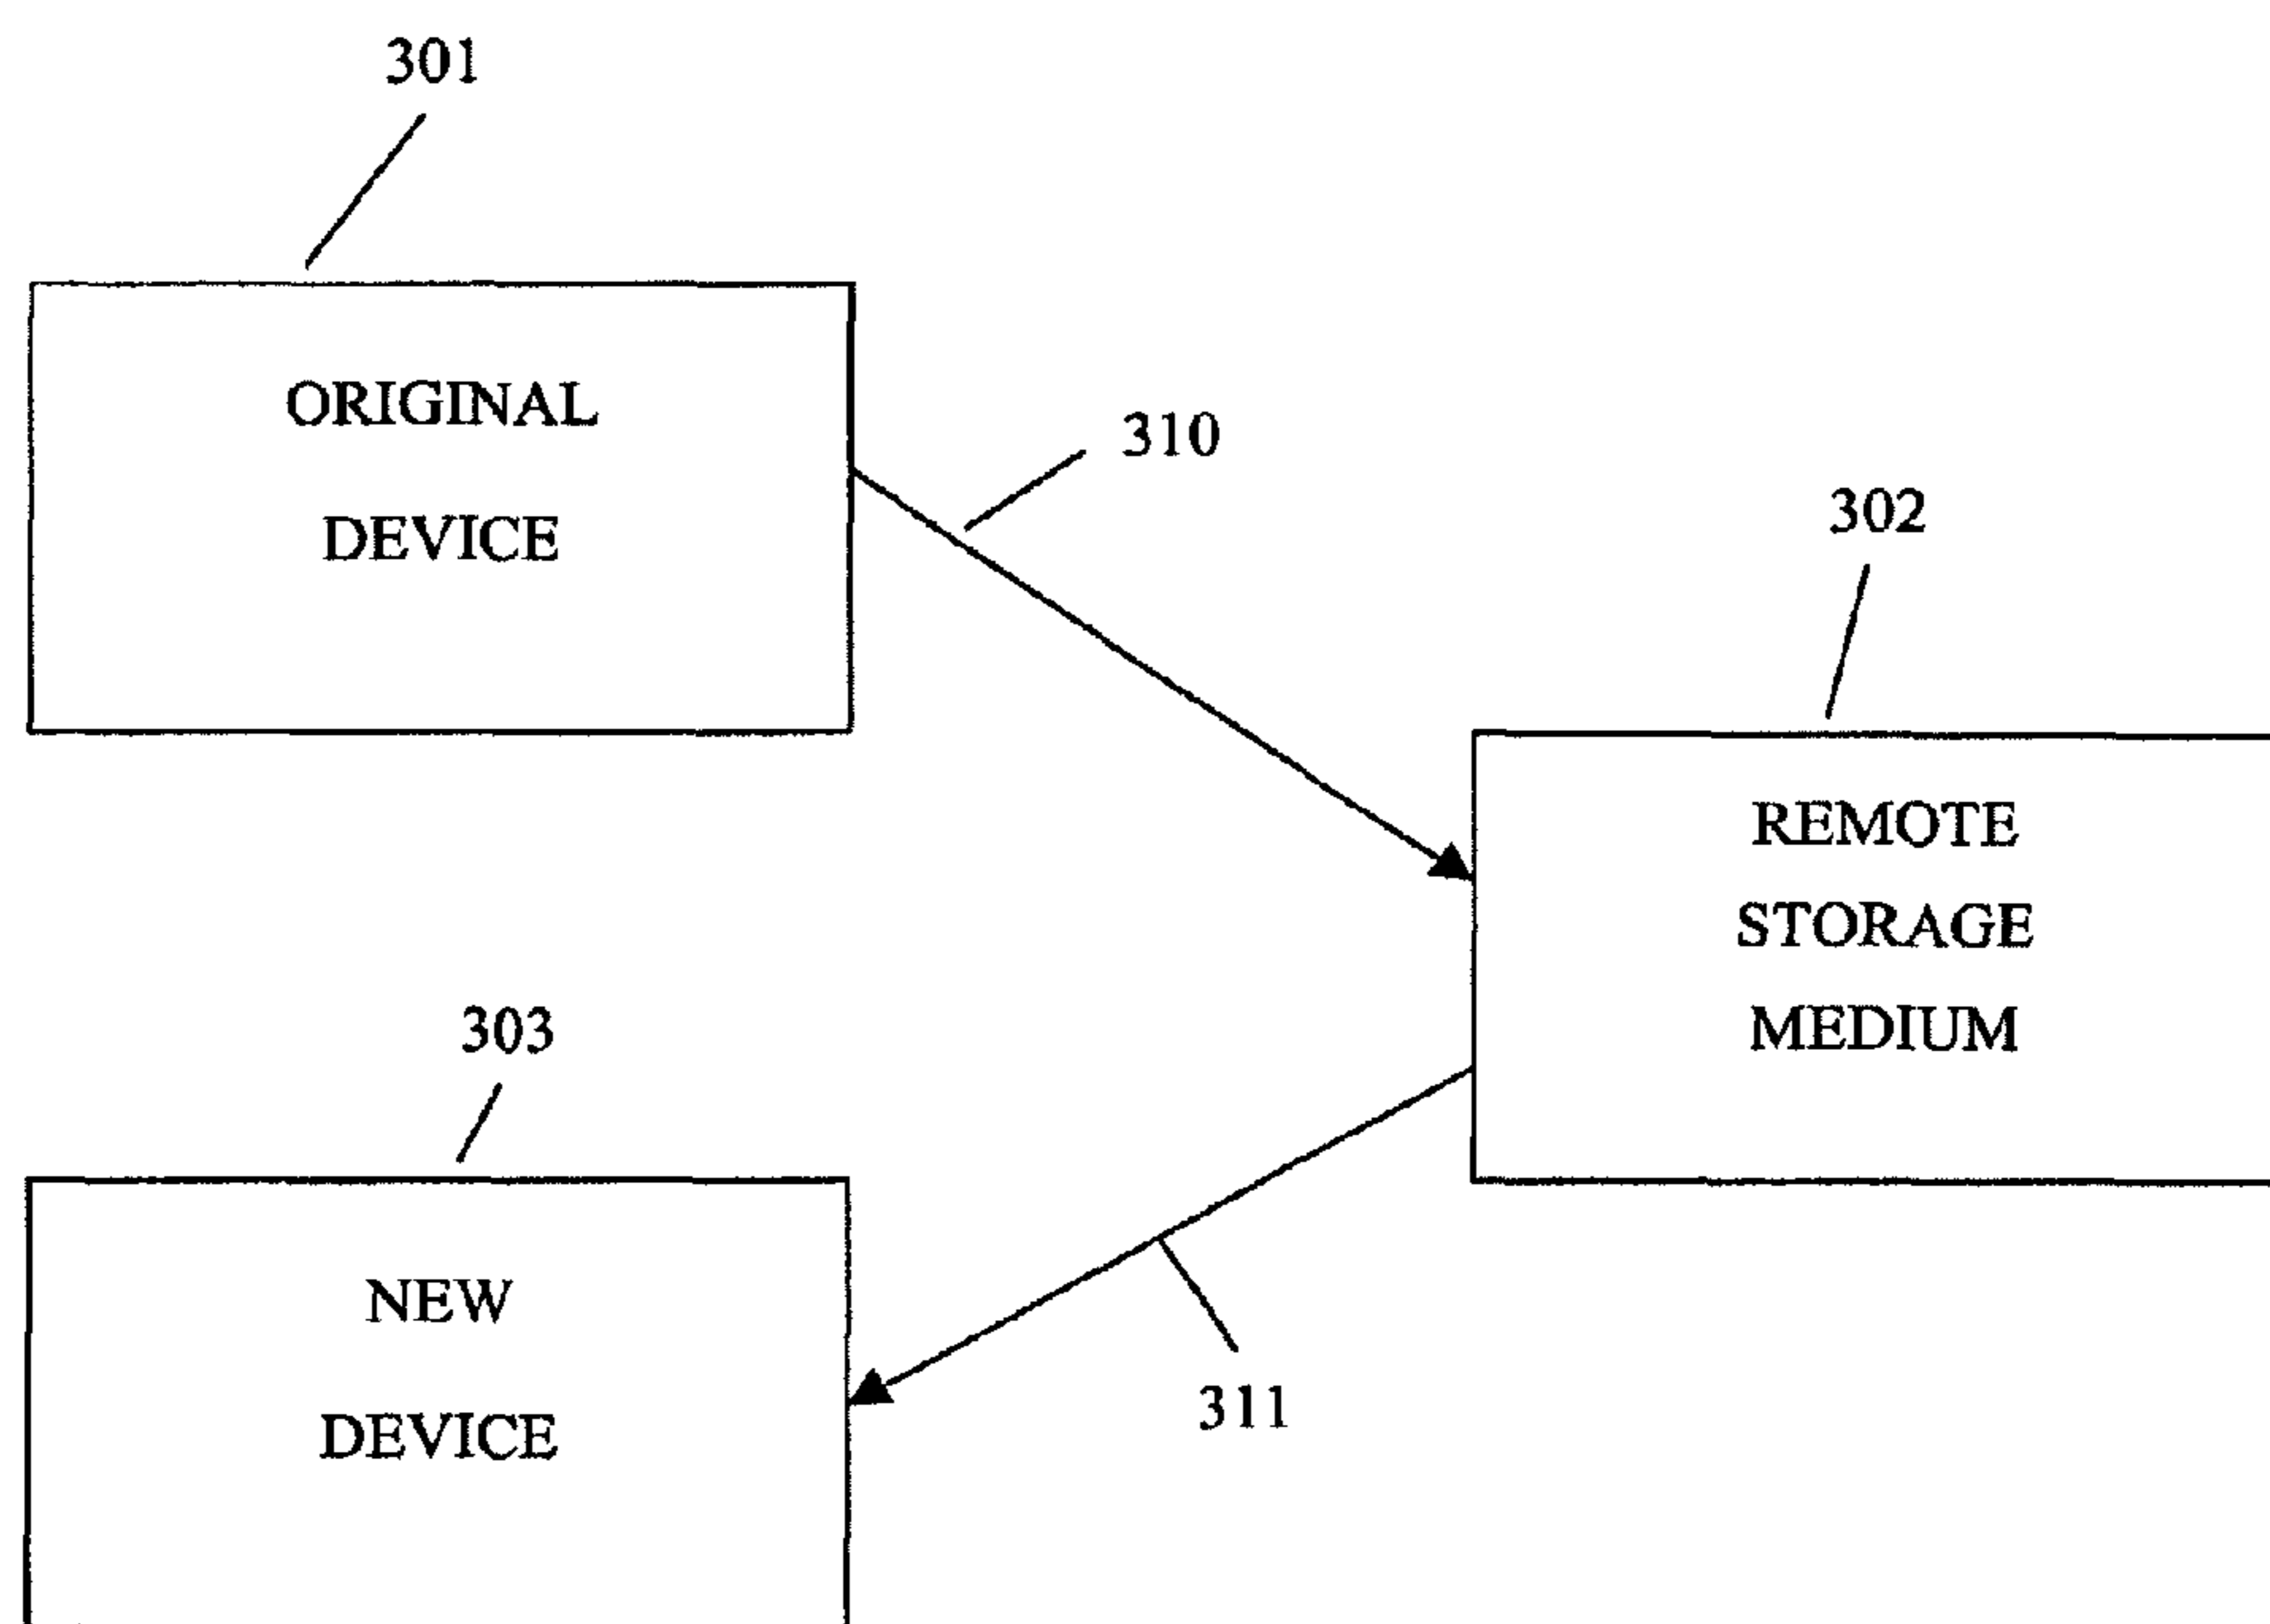 301
ORIGINAL
DEVICE
310
302
REMOTE
STORAGE
MEDIUM
303
NEW
DEVICE
311